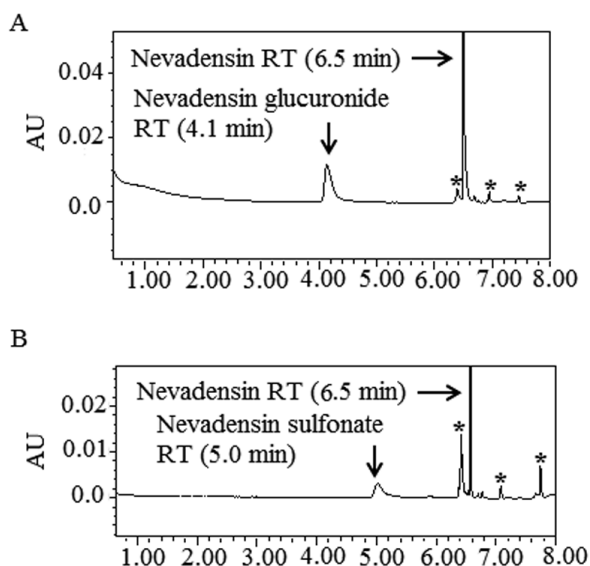 A
Nevadensin RT (6.5 min)
Nevadensin glucuronide
RT (4.1 min)
AU
0.04
0.02
0.0
* * *
1.00 2.00 3.00 4.00 5.00 6.00 7.00 8.00
B
Nevadensin RT (6.5 min)
Nevadensin sulfonate
RT (5.0 min)
AU
0.02
0.01
0.0
* * *
1.00 2.00 3.00 4.00 5.00 6.00 7.00 8.00